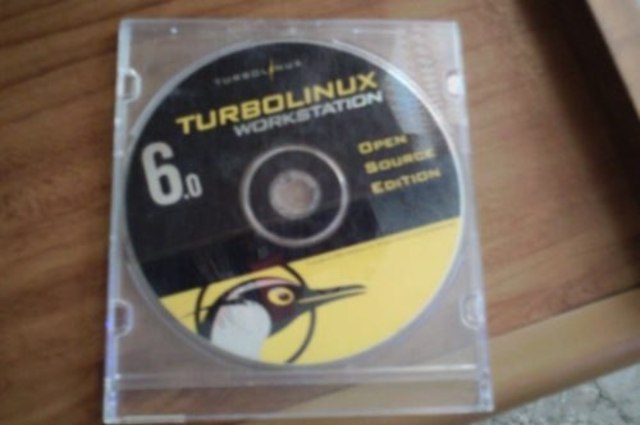 TURBOLINUX
TURBOLINUX
WORKSTATION
6.0
OPEN
SOURCE
EDITION